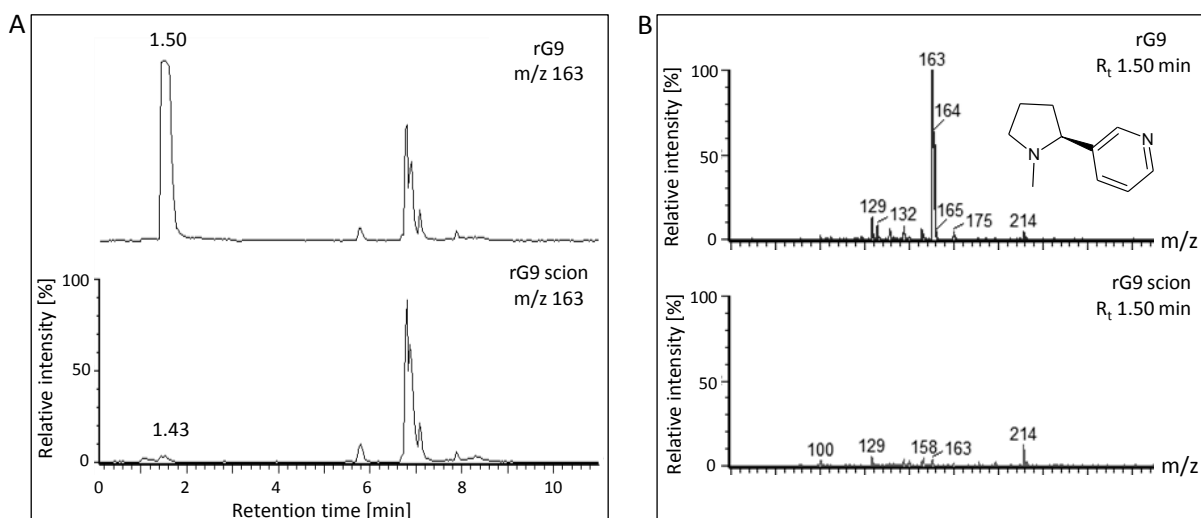 A
1.50
rG9
m/z 163
Relative intensity [%]
100
50
0
1.43
rG9 scion
m/z 163
0
2
4
6
8
10
Retention time [min]
B
rG9
Rt 1.50 min
Relative intensity [%]
100
50
0
163
164
129
132
165
175
214
N
N
m/z
rG9 scion
Rt 1.50 min
Relative intensity [%]
100
50
0
100
129
158
163
214
m/z